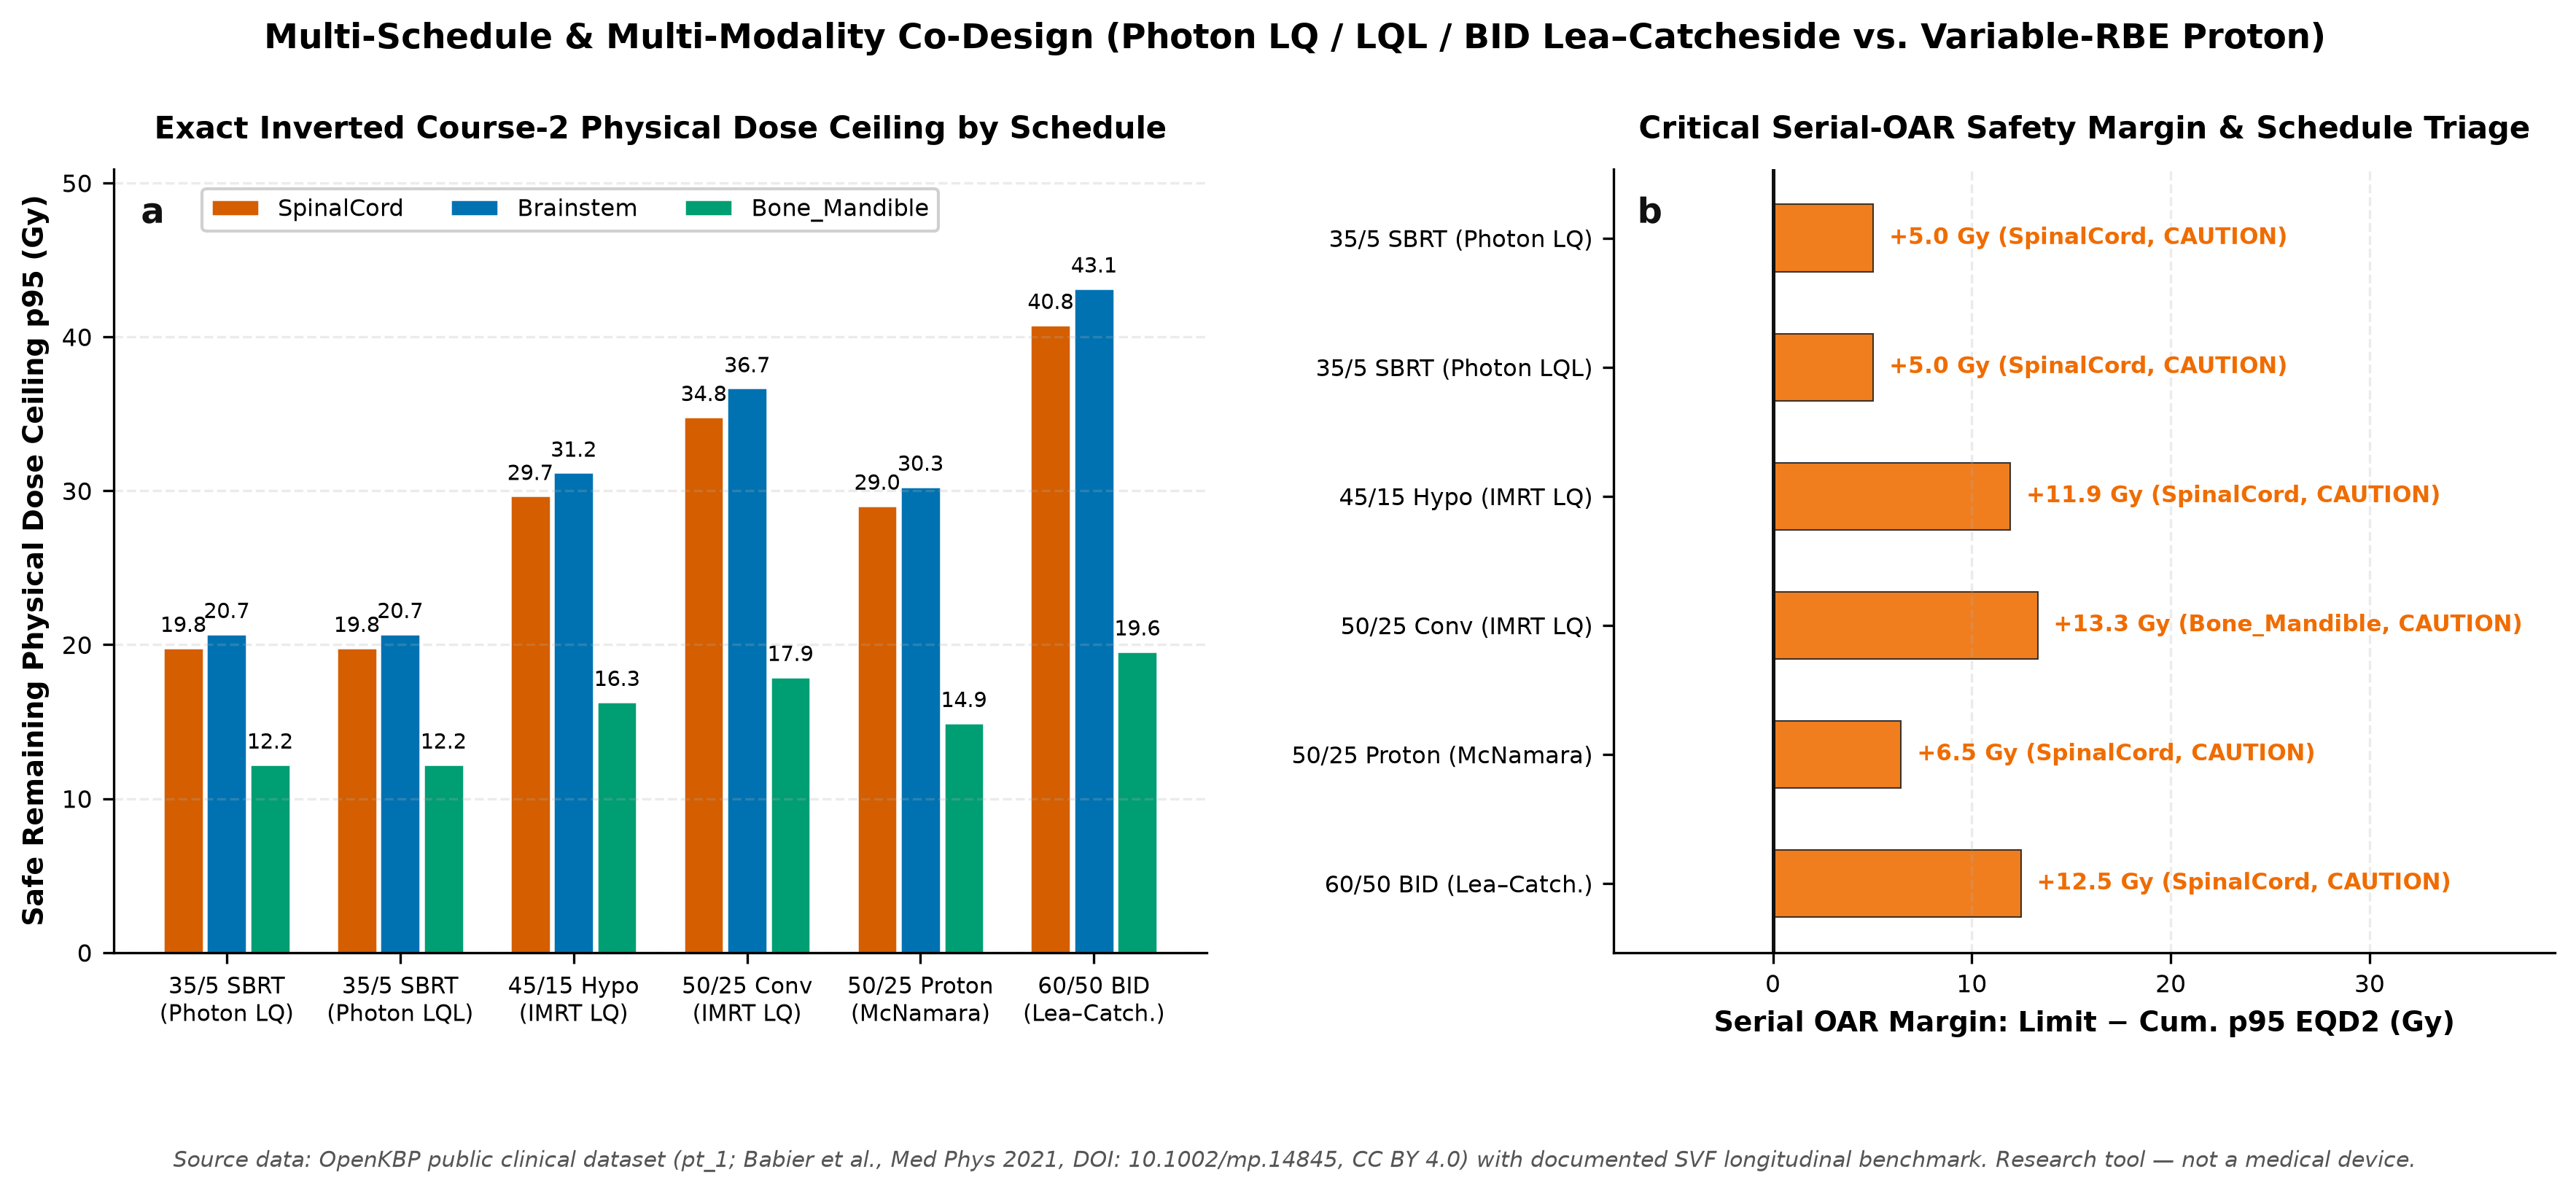 Multi-Schedule & Multi-Modality Co-Design (Photon LQ / LQL / BID Lea–Catcheside vs. Variable-RBE Proton)
Exact Inverted Course-2 Physical Dose Ceiling by Schedule
Safe Remaining Physical Dose Ceiling p95 (Gy)
50
40
30
20
10
0
a
SpinalCord
Brainstem
Bone_Mandible
19.8
20.7
12.2
19.8
20.7
12.2
29.7
31.2
16.3
34.8
36.7
17.9
29.0
30.3
14.9
40.8
43.1
19.6
35/5 SBRT
(Photon LQ)
35/5 SBRT
(Photon LQL)
45/15 Hypo
(IMRT LQ)
50/25 Conv
(IMRT LQ)
50/25 Proton
(McNamara)
60/50 BID
(Lea–Catch.)
Critical Serial-OAR Safety Margin & Schedule Triage
b
35/5 SBRT (Photon LQ)
+5.0 Gy (SpinalCord, CAUTION)
35/5 SBRT (Photon LQL)
+5.0 Gy (SpinalCord, CAUTION)
45/15 Hypo (IMRT LQ)
+11.9 Gy (SpinalCord, CAUTION)
50/25 Conv (IMRT LQ)
+13.3 Gy (Bone_Mandible, CAUTION)
50/25 Proton (McNamara)
+6.5 Gy (SpinalCord, CAUTION)
60/50 BID (Lea–Catch.)
+12.5 Gy (SpinalCord, CAUTION)
0
10
20
30
Serial OAR Margin: Limit − Cum. p95 EQD2 (Gy)
Source data: OpenKBP public clinical dataset (pt_1; Babier et al., Med Phys 2021, DOI: 10.1002/mp.14845, CC BY 4.0) with documented SVF longitudinal benchmark. Research tool — not a medical device.